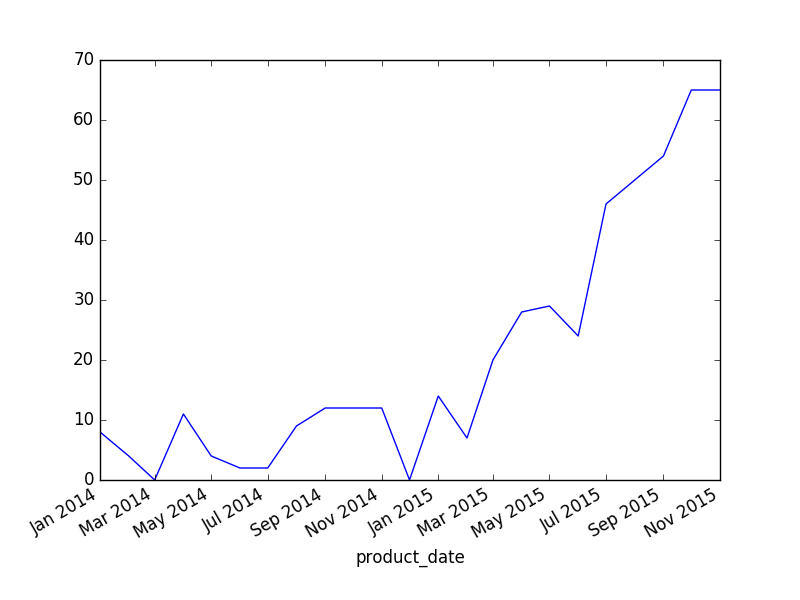 70
60
50
40
30
20
10
0
Jan 2014
Mar 2014
May 2014
Jul 2014
Sep 2014
Nov 2014
Jan 2015
Mar 2015
May 2015
Jul 2015
Sep 2015
Nov 2015
product_date